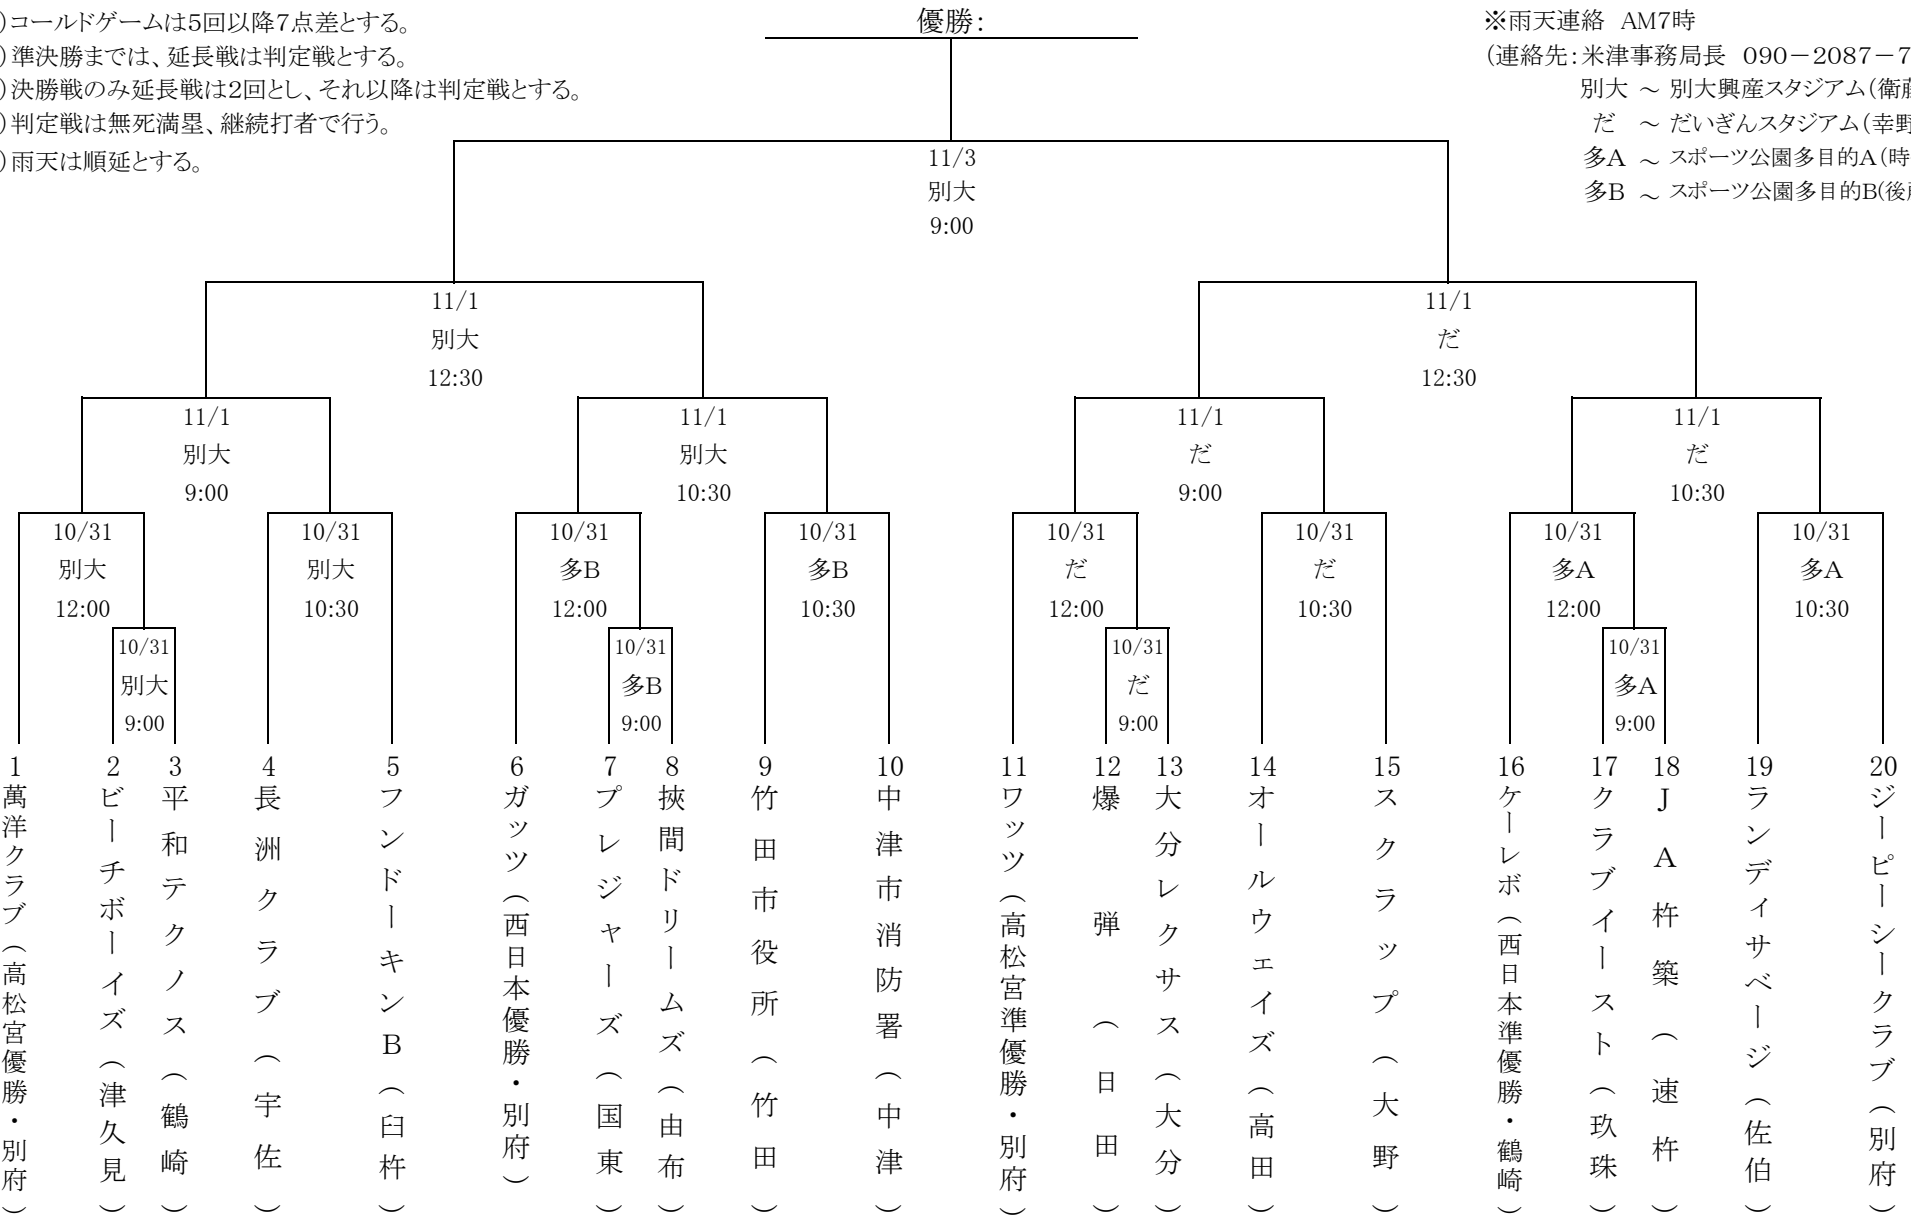 )コールドゲームは5回以降7点差とする。
)準決勝までは、延長戦は判定戦とする。
)決勝戦のみ延長戦は2回とし、それ以降は判定戦とする。
)判定戦は無死満塁、継続打者で行う。
)雨天は順延とする。
優勝：
※雨天連絡 AM7時
(連絡先：米津事務局長 090－2087－7
別大 ～ 別大興産スタジアム(衛藤
だ ～ だいぎんスタジアム(幸野
多A ～ スポーツ公園多目的A(時
多B ～ スポーツ公園多目的B(後
11/3
別大
9:00
11/1
別大
12:30
11/1
だ
12:30
11/1
別大
9:00
11/1
別大
10:30
11/1
だ
9:00
11/1
だ
10:30
10/31
別大
12:00
10/31
別大
10:30
10/31
多B
12:00
10/31
多B
10:30
10/31
だ
12:00
10/31
だ
10:30
10/31
多A
12:00
10/31
多A
10:30
10/31
別大
9:00
10/31
多B
9:00
10/31
だ
9:00
10/31
多A
9:00
1 萬洋クラブ(高松宮優勝・別府)
2 ビーチボーイズ(津久見)
3 平和テクノス(鶴崎)
4 長洲クラブ(宇佐)
5 フンドーキンB(臼杵)
6 ガッツ(西日本優勝・別府)
7 プレジャーズ(国東)
8 挾間ドリームズ(由布)
9 竹田市役所(竹田)
10 中津市消防署(中津)
11 ワッツ(高松宮準優勝・別府)
12 爆弾(日田)
13 大分レクサス(大分)
14 オールウェイズ(高田)
15 スクラップ(大野)
16 ケーレボ(西日本準優勝・鶴崎)
17 クラブイースト(玖珠)
18 JA杵築(速杵)
19 ランディサベージ(佐伯)
20 ジーピーシークラブ(別府)